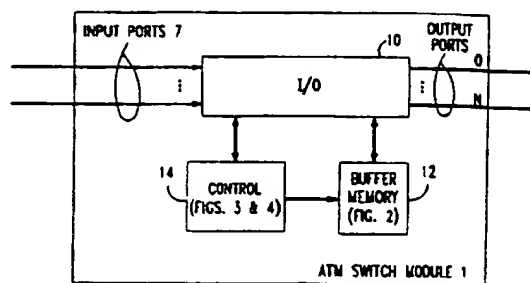 INPUT PORTS 7
10
OUTPUT
PORTS
0
⋮
I/O
⋮
N
14
CONTROL
(FIGS. 3 & 4)
BUFFER
MEMORY
(FIG. 2)
12
ATM SWITCH MODULE 1